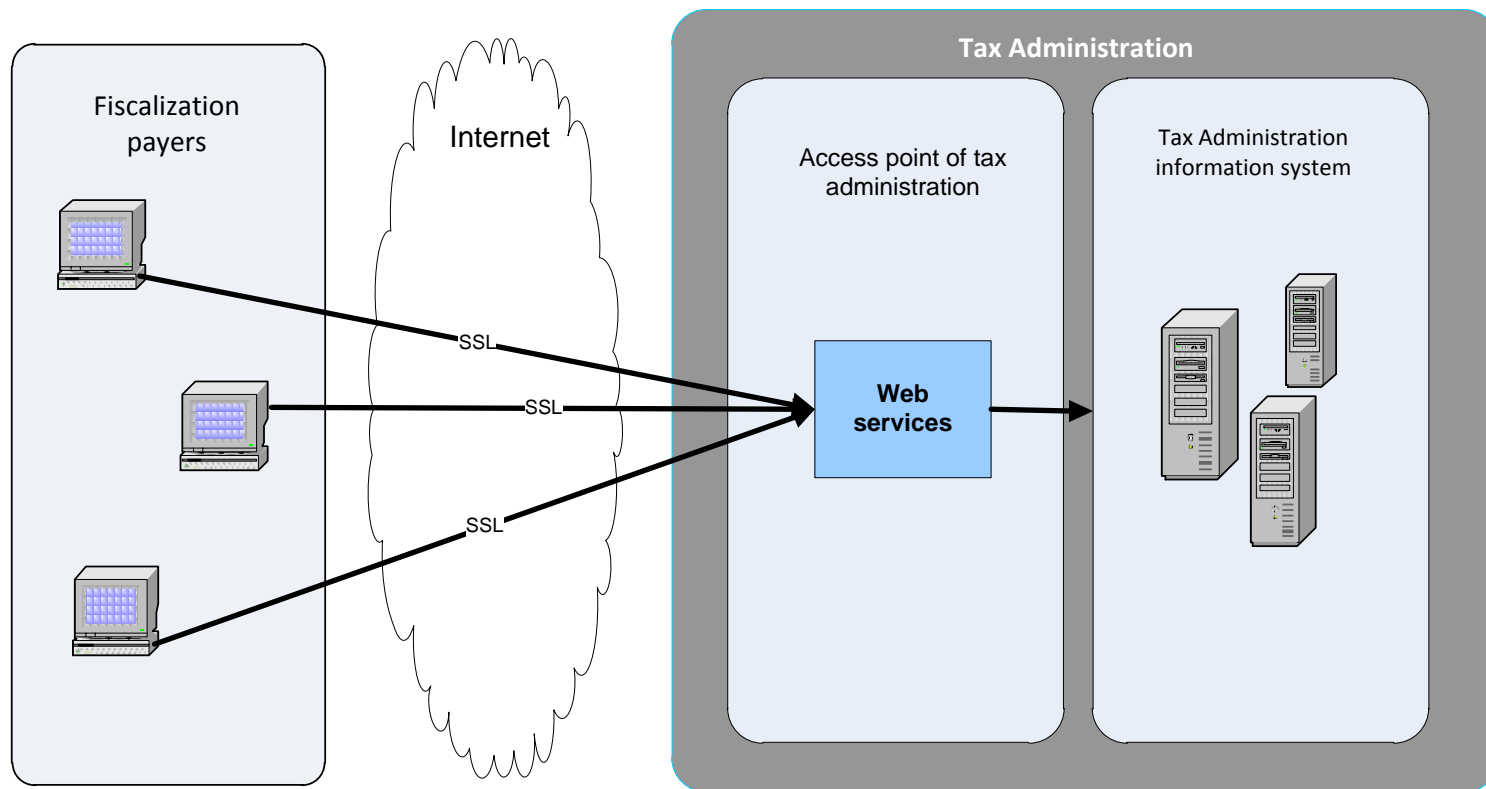 Tax Administration
Fiscalization
payers
Internet
Access point of tax
administration
Tax Administration
information system
SSL
SSL
SSL
Web
services